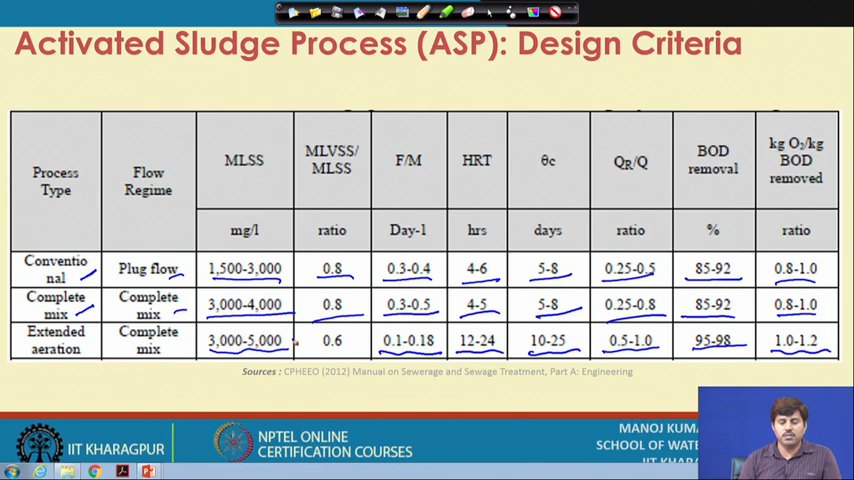 Activated Sludge Process (ASP): Design Criteria
Process Type
Flow Regime
MLSS
MLVSS/ MLSS
F/M
HRT
θc
QR/Q
BOD removal
kg O2/kg BOD removed
mg/l
ratio
Day-1
hrs
days
ratio
%
ratio
Conventio nal
Plug flow
1,500-3,000
0.8
0.3-0.4
4-6
5-8
0.25-0.5
85-92
0.8-1.0
Complete mix
Complete mix
3,000-4,000
0.8
0.3-0.5
4-5
5-8
0.25-0.8
85-92
0.8-1.0
Extended aeration
Complete mix
3,000-5,000
0.6
0.1-0.18
12-24
10-25
0.5-1.0
95-98
1.0-1.2
Sources : CPHEEO (2012) Manual on Sewerage and Sewage Treatment, Part A: Engineering
IIT KHARAGPUR
NPTEL ONLINE
CERTIFICATION COURSES
MANOJ KUMA
SCHOOL OF WATE
IIT KHARA